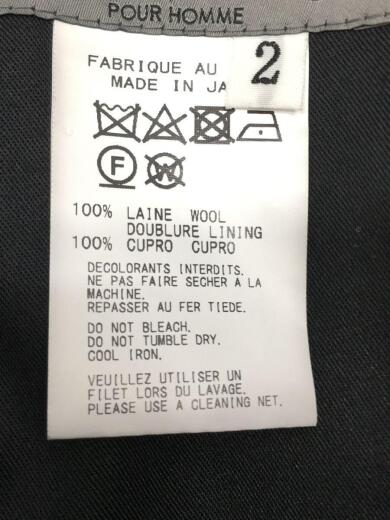 POUR HOMME
2
FABRIQUE AU
MADE IN JA
F
W
100% LAINE WOOL
DOUBLURE LINING
100% CUPRO CUPRO
DECOLORANTS INTERDITS.
NE PAS FAIRE SECHER A LA
MACHINE.
REPASSER AU FER TIEDE.
DO NOT BLEACH.
DO NOT TUMBLE DRY.
COOL IRON.
VEUILLEZ UTILISER UN
FILET LORS DU LAVAGE.
PLEASE USE A CLEANING NET.